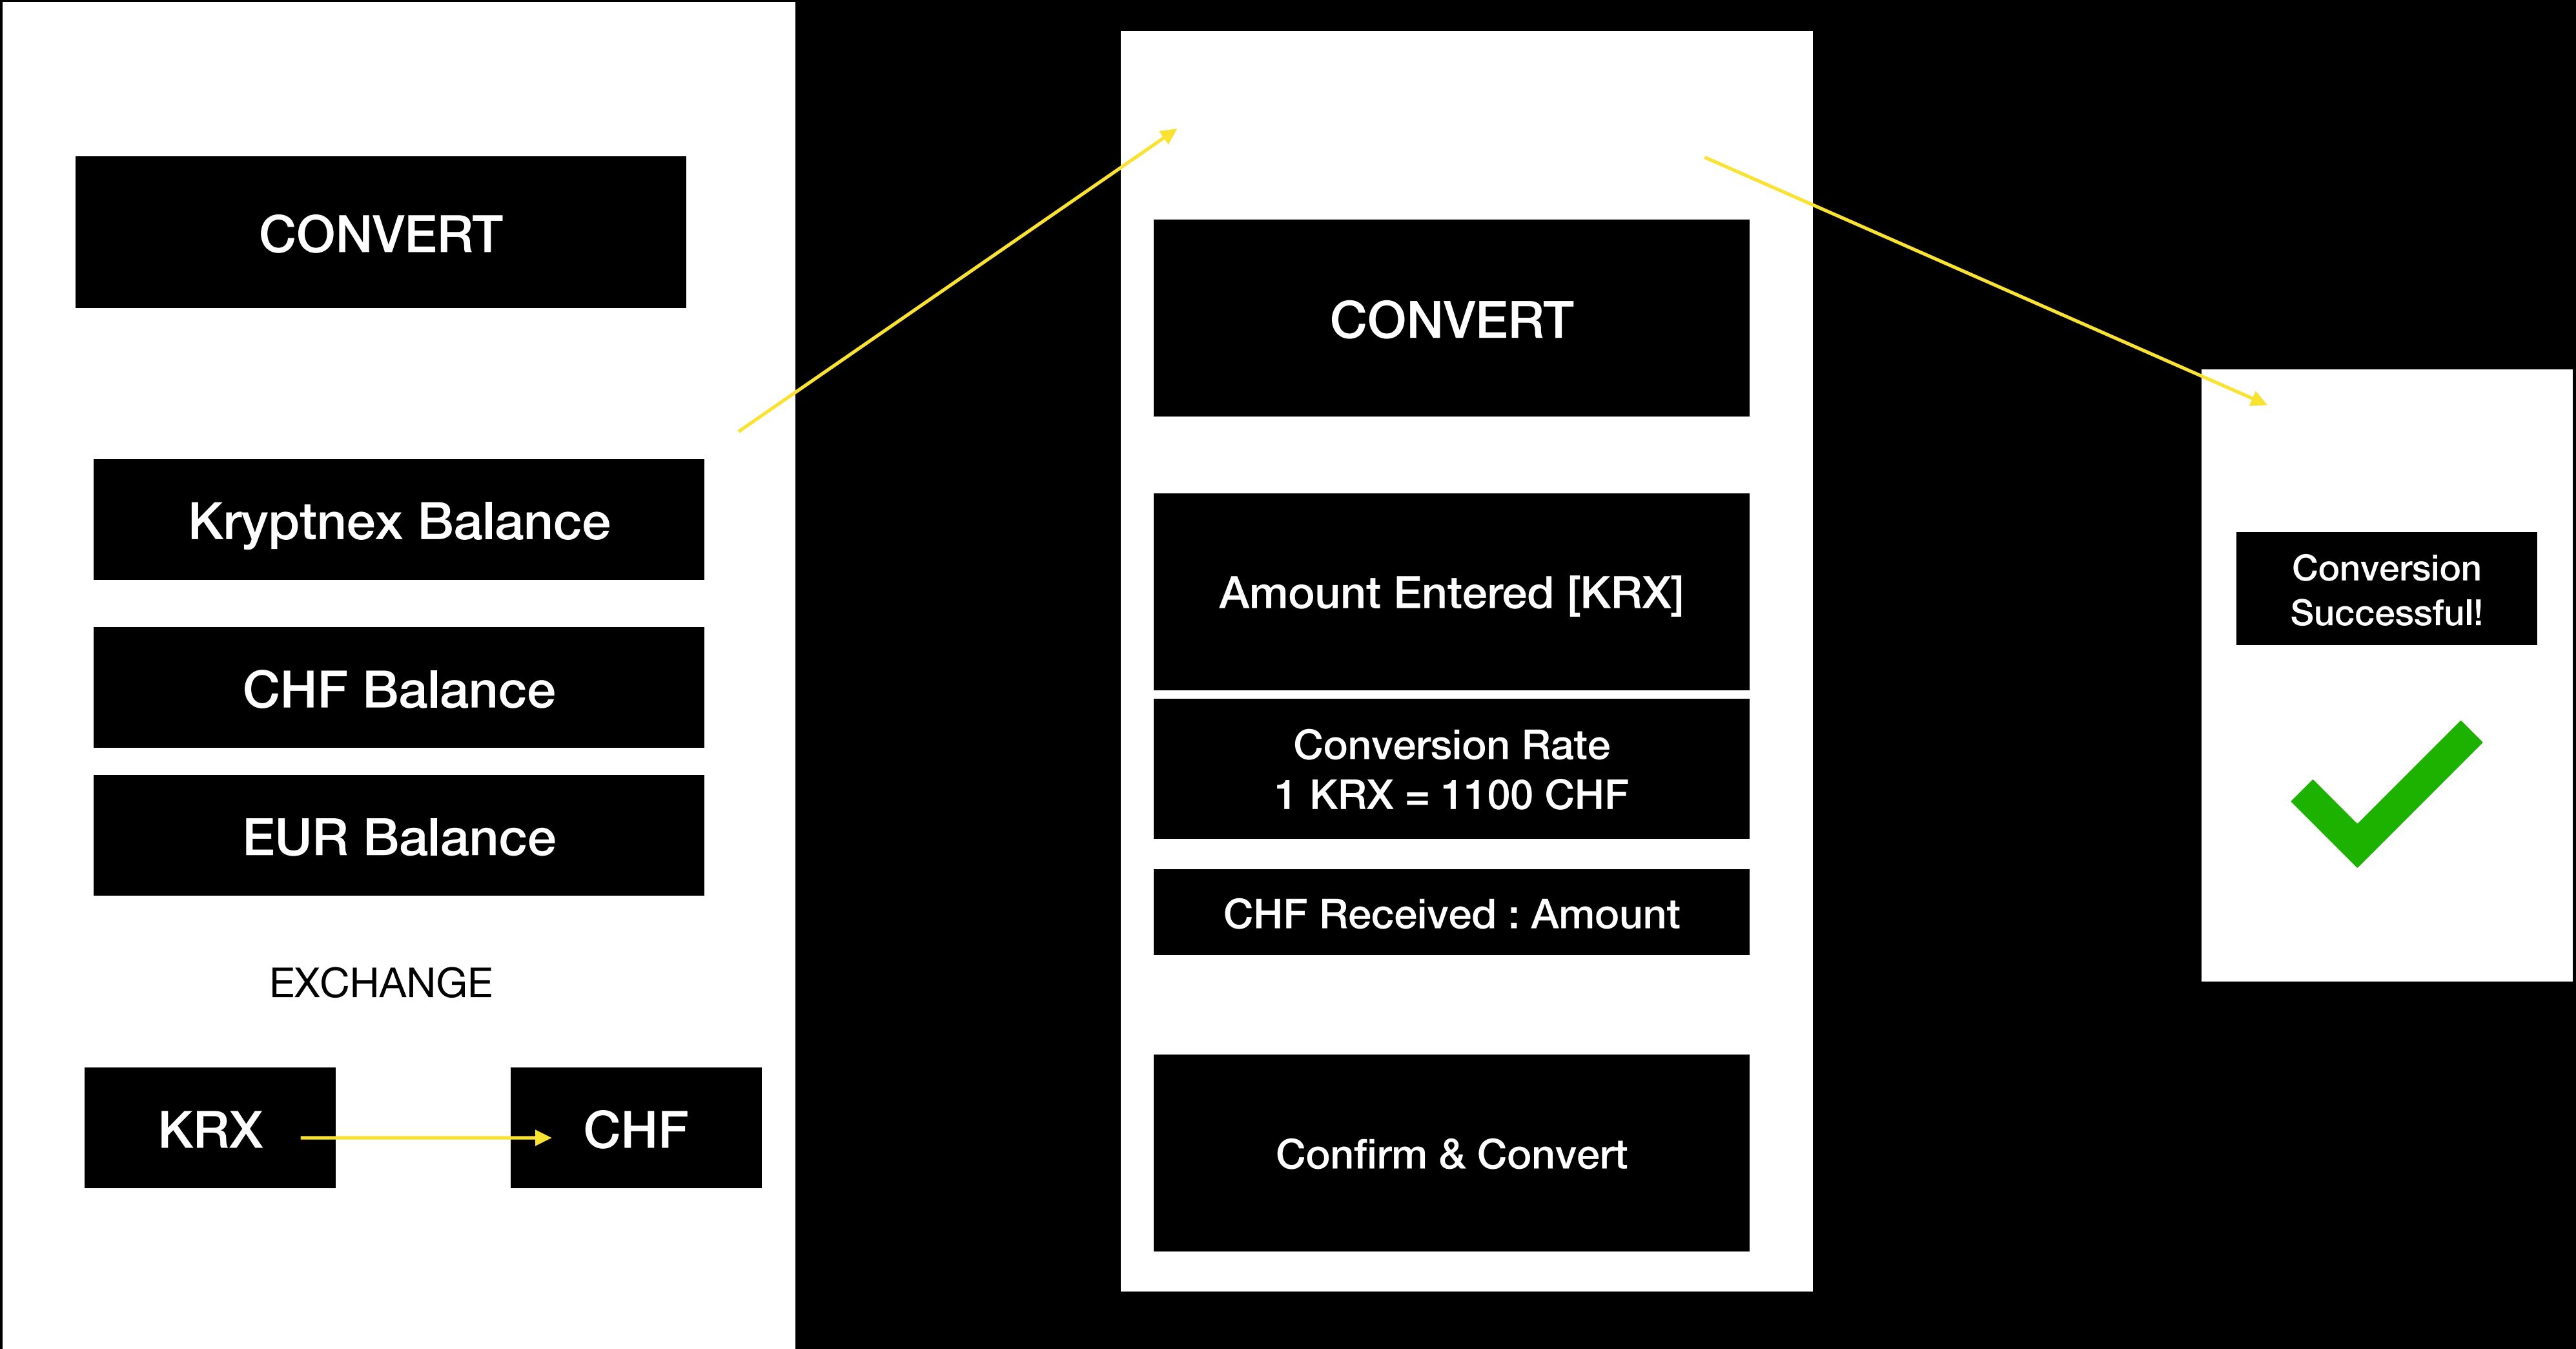 CONVERT
Kryptnex Balance
CHF Balance
EUR Balance
EXCHANGE
KRX
CHF
CONVERT
Amount Entered [KRX]
Conversion Rate
1 KRX = 1100 CHF
CHF Received : Amount
Confirm & Convert
Conversion
Successful!